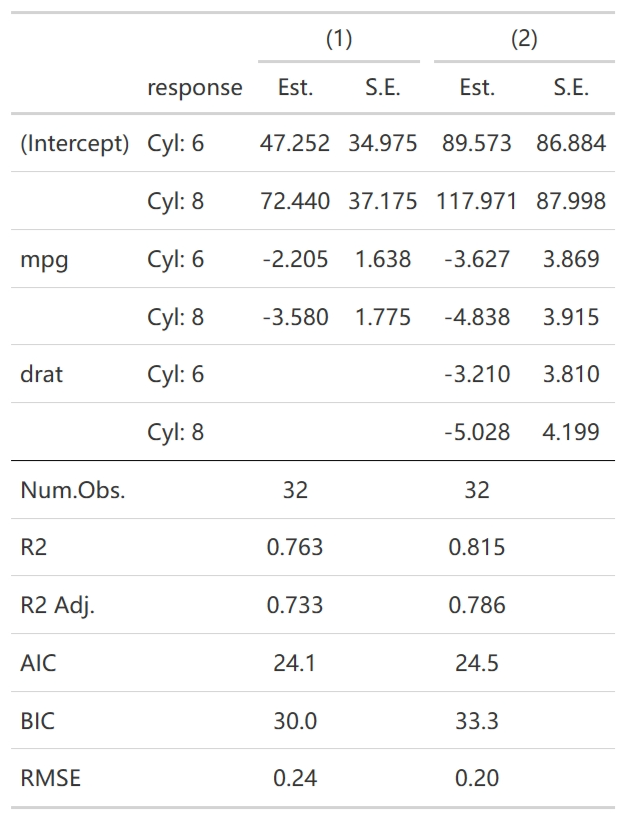 (1) (2)
response Est. S.E. Est. S.E.
(Intercept) Cyl: 6 47.252 34.975 89.573 86.884
Cyl: 8 72.440 37.175 117.971 87.998
mpg Cyl: 6 -2.205 1.638 -3.627 3.869
Cyl: 8 -3.580 1.775 -4.838 3.915
drat Cyl: 6 -3.210 3.810
Cyl: 8 -5.028 4.199
Num.Obs. 32 32
R2 0.763 0.815
R2 Adj. 0.733 0.786
AIC 24.1 24.5
BIC 30.0 33.3
RMSE 0.24 0.20